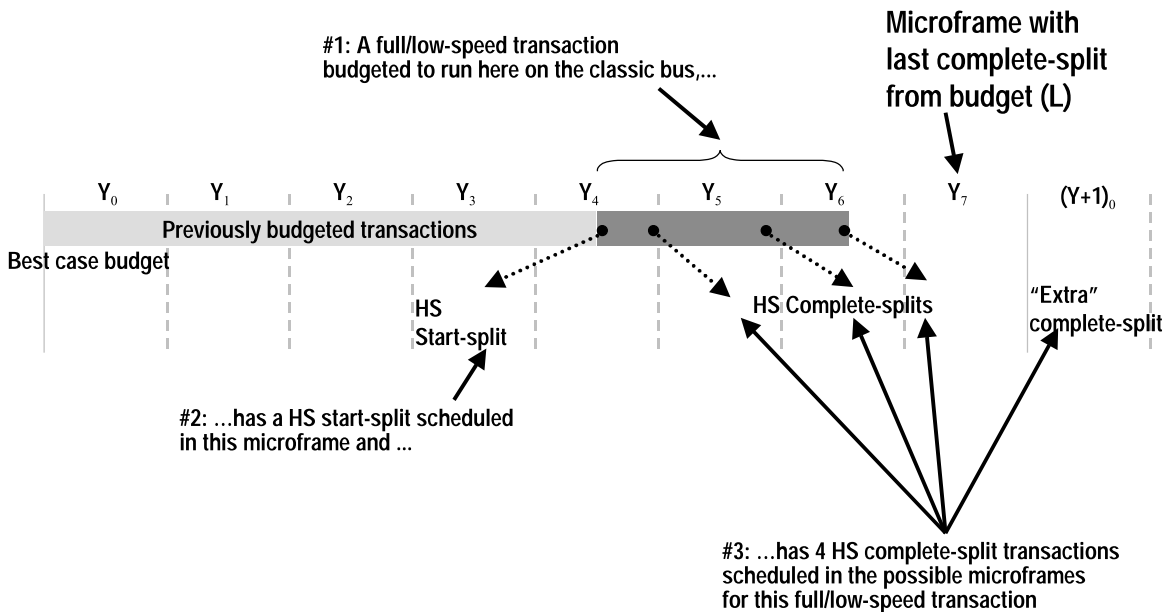 Microframe with
last complete-split
from budget (L)
#1: A full/low-speed transaction
budgeted to run here on the classic bus,...
Y₀ Y₁ Y₂ Y₃ Y₄ Y₅ Y₆ Y₇ (Y+1)₀
Previously budgeted transactions
Best case budget
HS
Start-split
HS Complete-splits
“Extra”
complete-split
#2: ...has a HS start-split scheduled
in this microframe and ...
#3: ...has 4 HS complete-split transactions
scheduled in the possible microframes
for this full/low-speed transaction